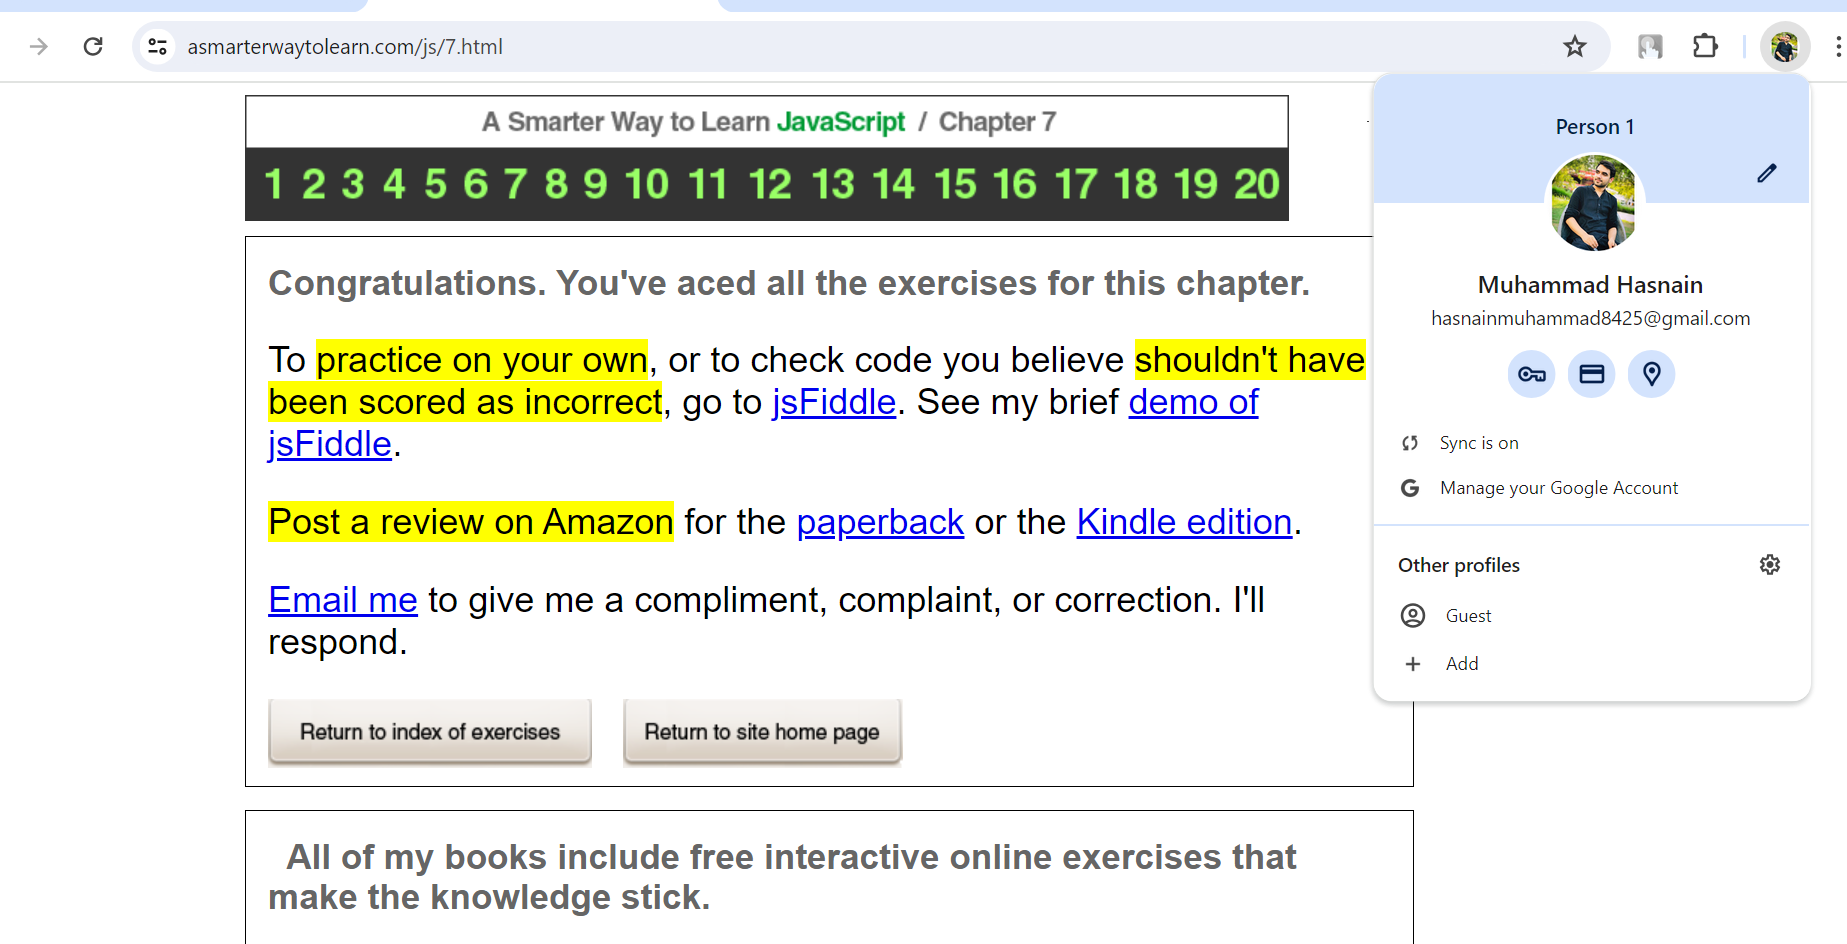 asmarterwaytolearn.com/js/7.html
A Smarter Way to Learn JavaScript / Chapter 7
1 2 3 4 5 6 7 8 9 10 11 12 13 14 15 16 17 18 19 20
Congratulations. You've aced all the exercises for this chapter.
To practice on your own, or to check code you believe shouldn't have
been scored as incorrect, go to jsFiddle. See my brief demo of
jsFiddle.
Post a review on Amazon for the paperback or the Kindle edition.
Email me to give me a compliment, complaint, or correction. I'll
respond.
Return to index of exercises
Return to site home page
All of my books include free interactive online exercises that
make the knowledge stick.
Person 1
Muhammad Hasnain
hasnainmuhammad8425@gmail.com
Sync is on
Manage your Google Account
Other profiles
Guest
Add